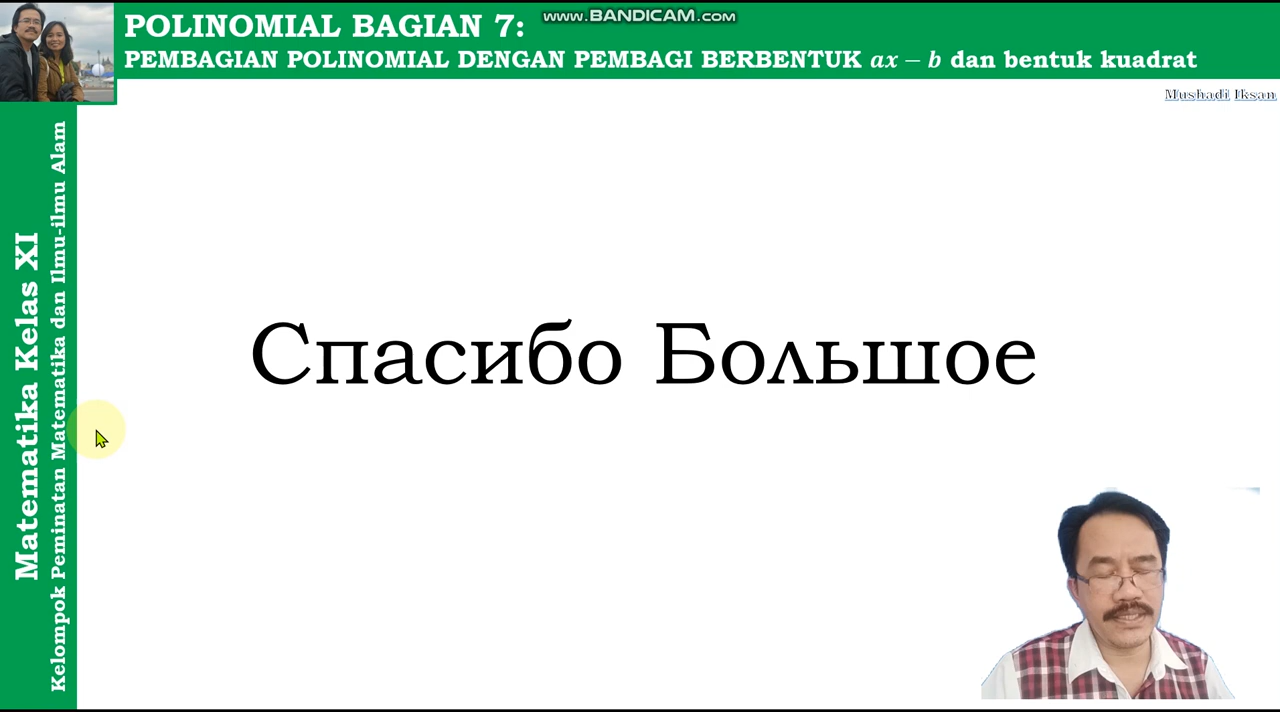 www.BANDICAM.com
POLINOMIAL BAGIAN 7:
PEMBAGIAN POLINOMIAL DENGAN PEMBAGI BERBENTUK ax − b dan bentuk kuadrat
Mushadi Iksan
Matematika Kelas XI
Kelompok Peminatan Matematika dan Ilmu-ilmu Alam
Спасибо Большое